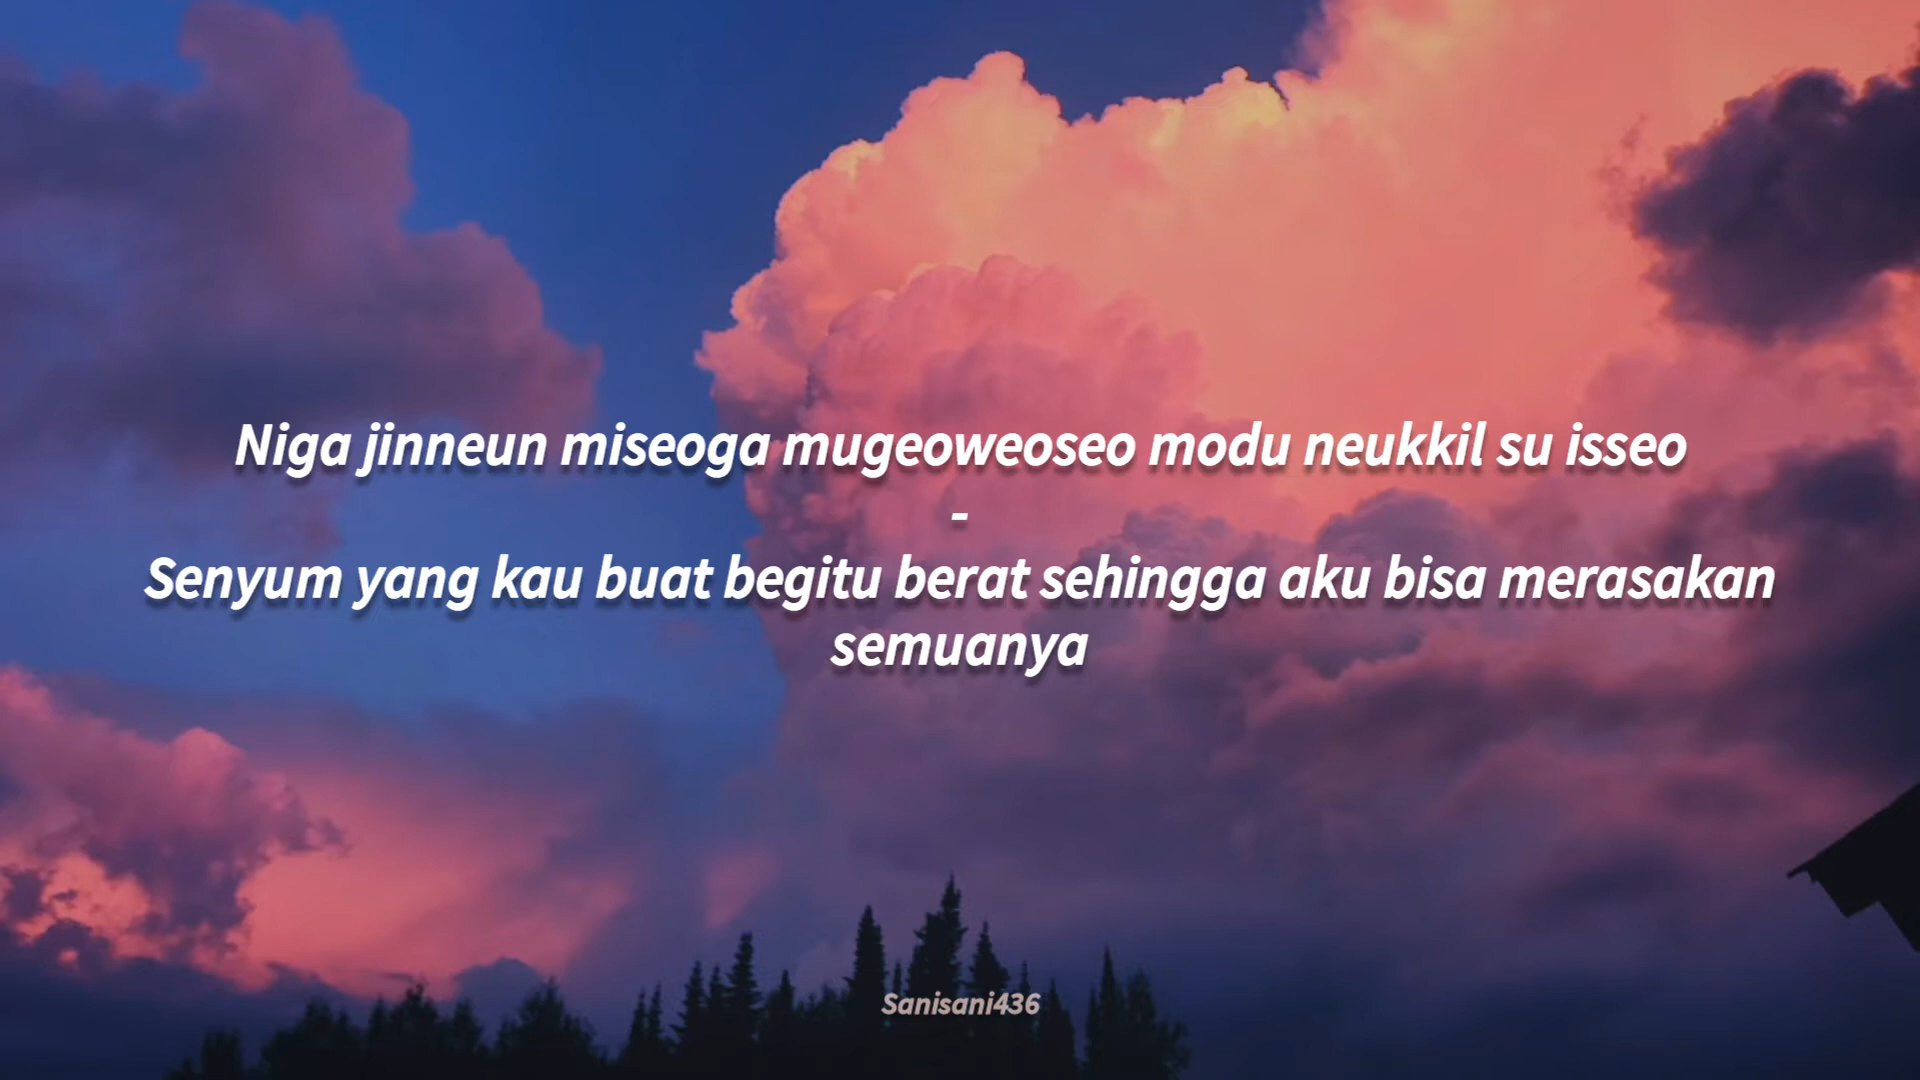 Niga jinneun miseoga mugeoweoseo modu neukkil su isseo
-
Senyum yang kau buat begitu berat sehingga aku bisa merasakan
semuanya
Sanisani436